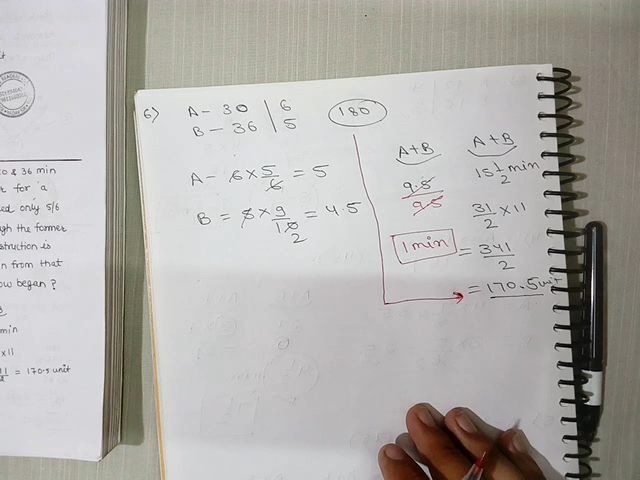 t
o & 36 min
r for a
ed only 5/6
gh the former
struction is
n from that
ow began ?
min
x 11
= 170.5 unit
6) A - 30 | 6
B - 36 | 5
180
A - 6 x 5/6 = 5
B = 5 x 9/10 = 4.5
2
A+B
9.5
9.5
1 min
A+B
15 1/2 min
31/2 x 11
= 341/2
= 170.5 unit